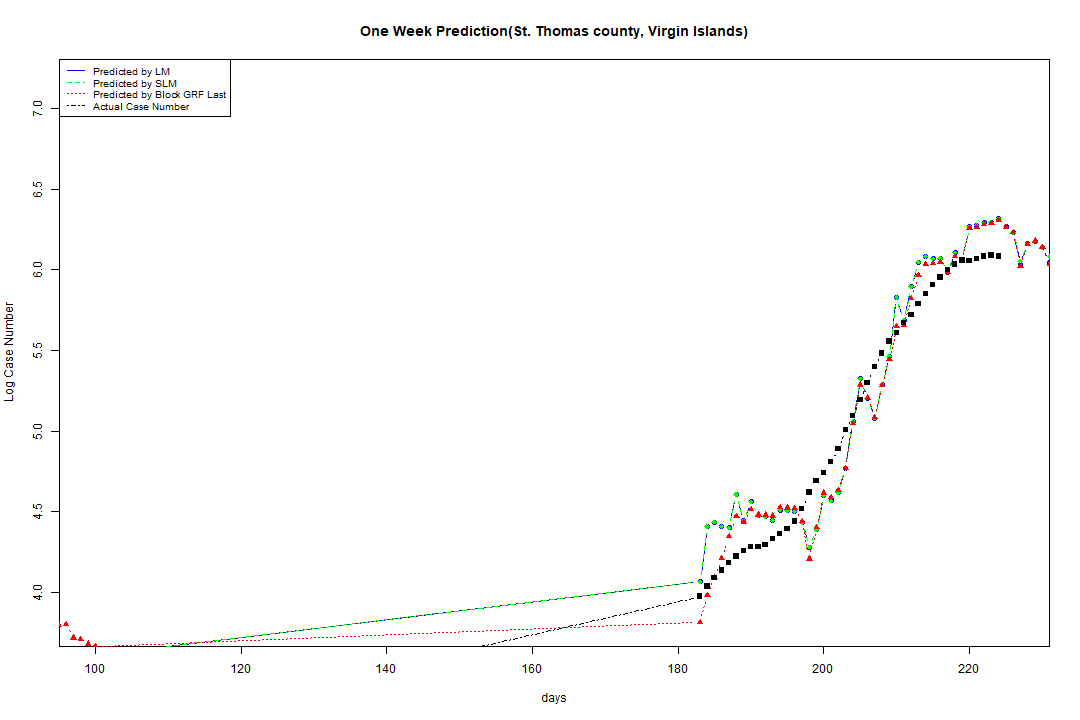 One Week Prediction(St. Thomas county, Virgin Islands)
Predicted by LM
Predicted by SLM
Predicted by Block GRF Last
Actual Case Number
7.0
6.5
6.0
5.5
5.0
4.5
4.0
Log Case Number
100 120 140 160 180 200 220
days